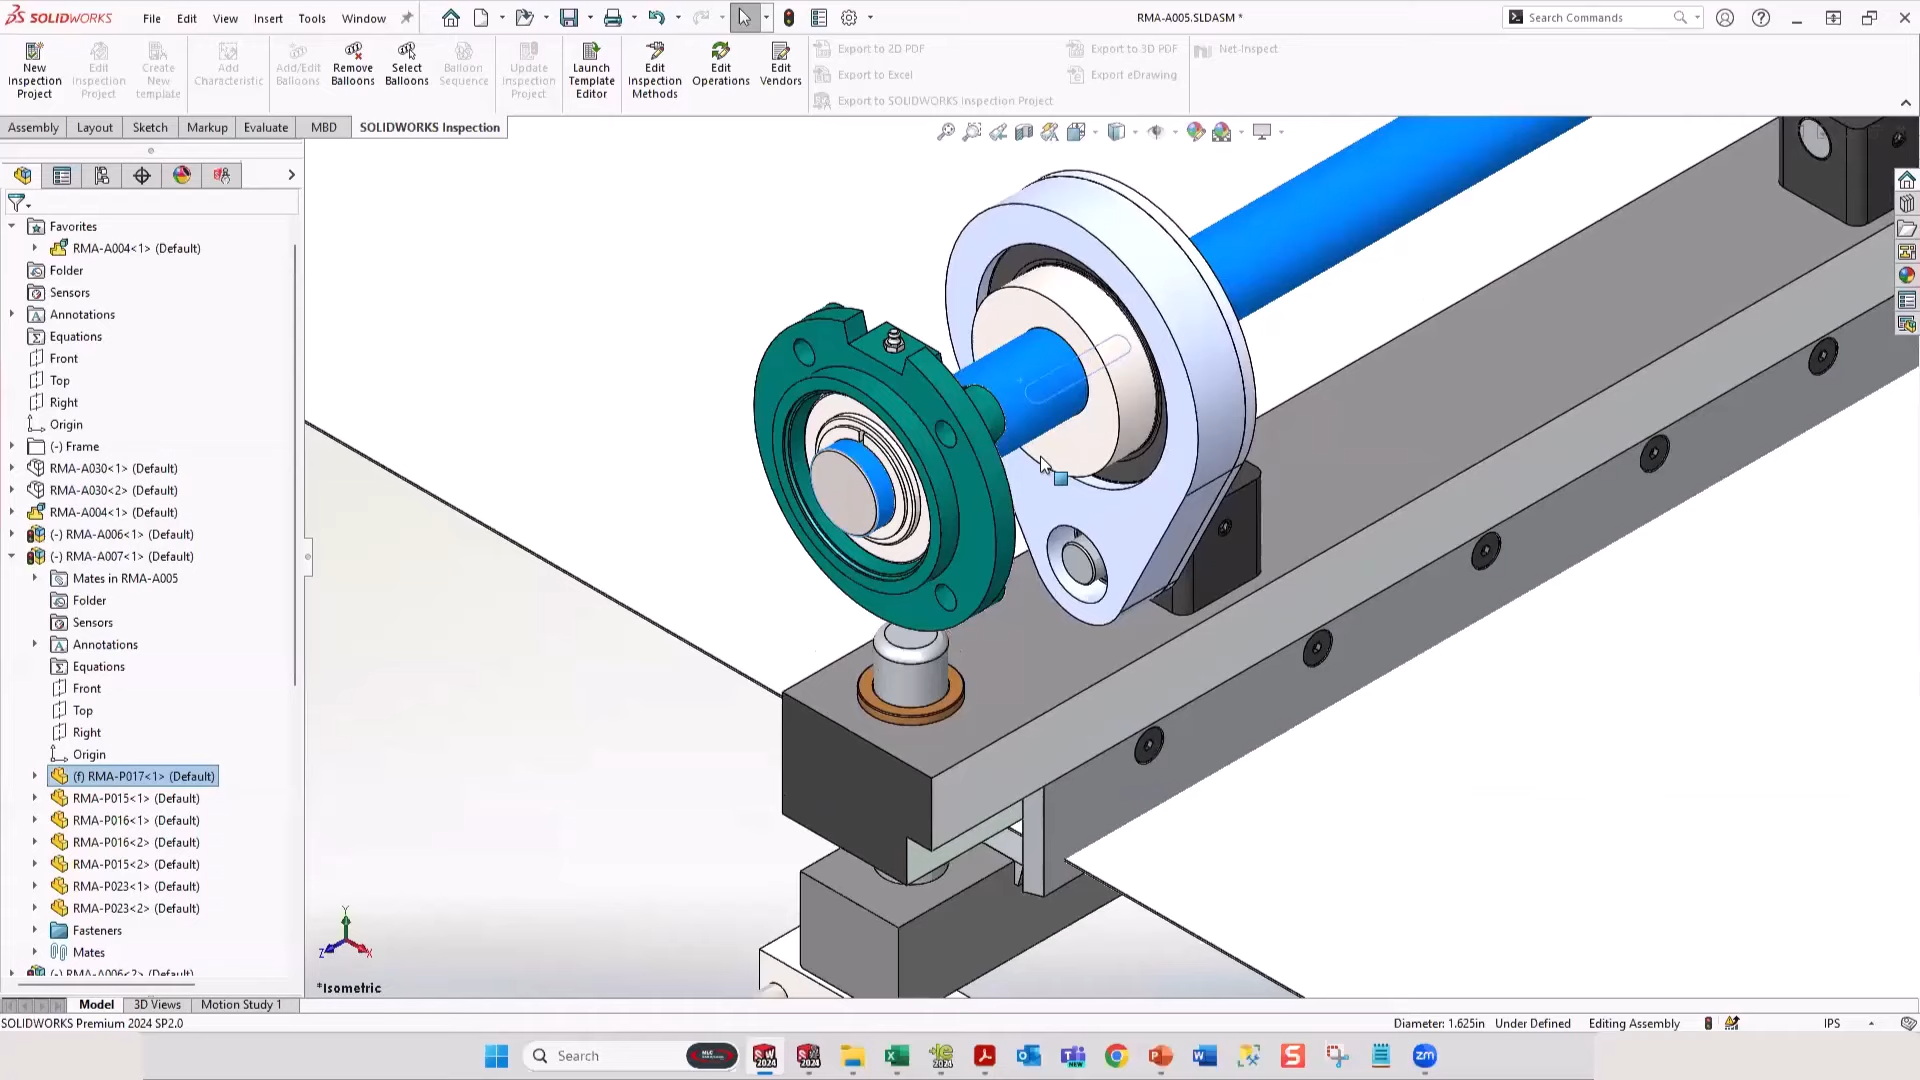 SOLIDWORKS File Edit View Insert Tools Window RMA-A005.SLDASM * Search Commands
New Inspection Project
Edit Inspection Project
Create New template
Add Characteristic
Add/Edit Balloons
Remove Balloons
Select Balloons
Balloon Sequence
Update Inspection Project
Launch Template Editor
Edit Inspection Methods
Edit Operations
Edit Vendors
Export to 2D PDF
Export to Excel
Export to SOLIDWORKS Inspection Project
Export to 3D PDF
Export eDrawing
Net-Inspect
Assembly Layout Sketch Markup Evaluate MBD SOLIDWORKS Inspection
Favorites
RMA-A004<1> (Default)
Folder
Sensors
Annotations
Equations
Front
Top
Right
Origin
(-) Frame
RMA-A030<1> (Default)
RMA-A030<2> (Default)
RMA-A004<1> (Default)
(-) RMA-A006<1> (Default)
(-) RMA-A007<1> (Default)
Mates in RMA-A005
Folder
Sensors
Annotations
Equations
Front
Top
Right
Origin
(f) RMA-P017<1> (Default)
RMA-P015<1> (Default)
RMA-P016<1> (Default)
RMA-P016<2> (Default)
RMA-P015<2> (Default)
RMA-P023<1> (Default)
RMA-P023<2> (Default)
Fasteners
Mates
(-) RMA-A006<2> (Default)
Y
Z X
*Isometric
Model 3D Views Motion Study 1
SOLIDWORKS Premium 2024 SP2.0 Diameter: 1.625in Under Defined Editing Assembly IPS
Search